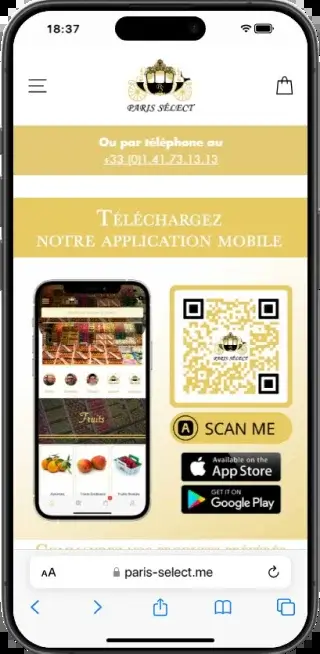 18:37
PARIS SÉLECT
Ou par téléphone au
+33 (0)1.41.73.13.13
TÉLÉCHARGEZ
NOTRE APPLICATION MOBILE
Fruits
PARIS SÉLECT
A SCAN ME
Available on the
App Store
GET IT ON
Google Play
AA
paris-select.me